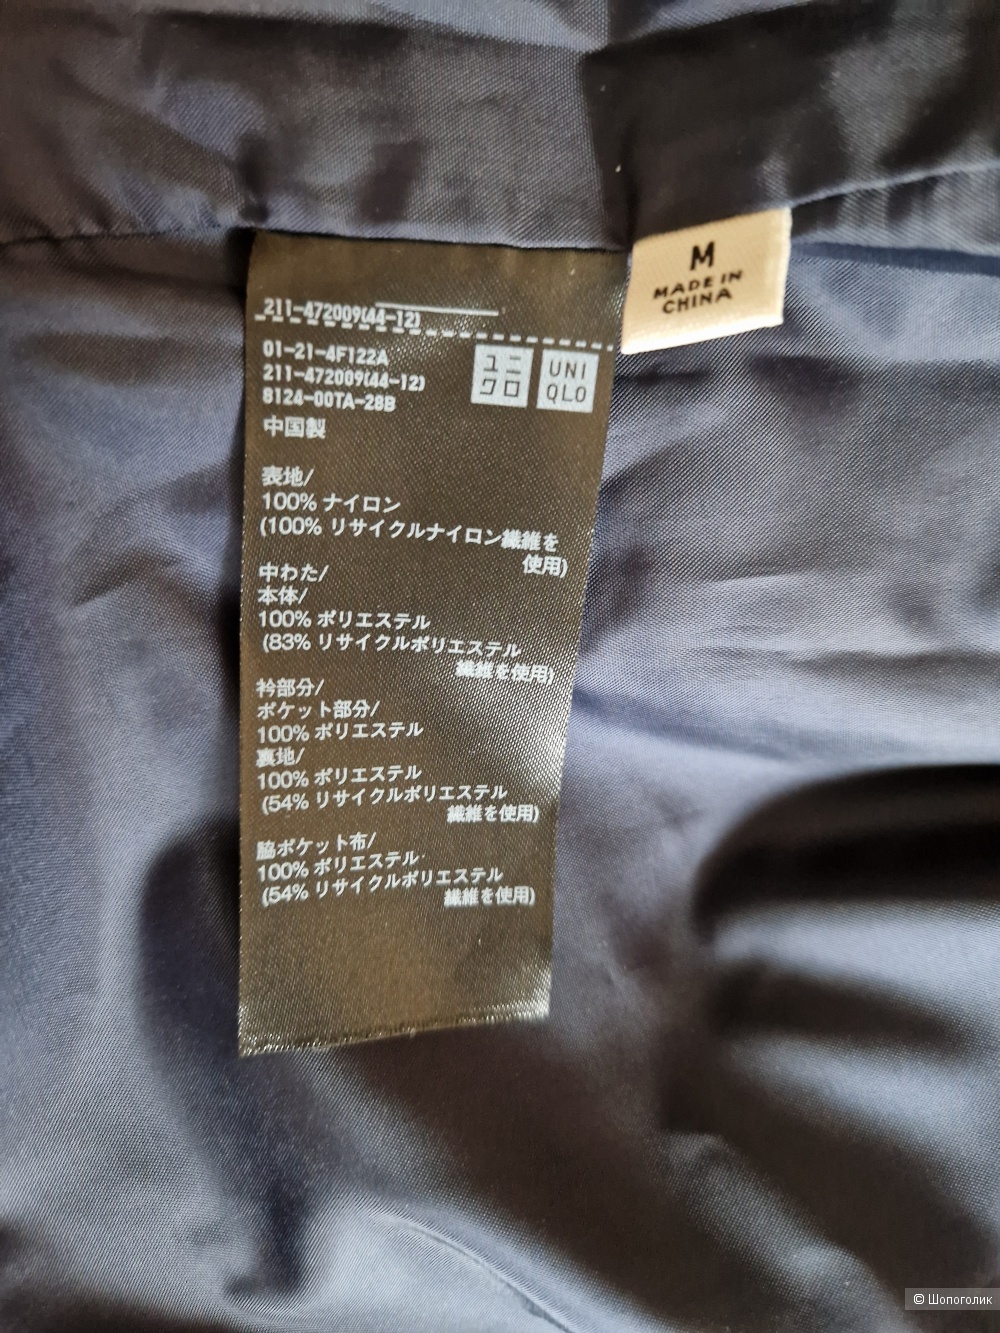 M
MADE IN
CHINA
211-472009(44-12)
01-21-4F122A
211-472009(44-12)
8124-00TA-28B
ユニ
クロ
UNI
QLO
中国製
表地/
100% ナイロン
(100% リサイクルナイロン繊維を
使用)
中わた/
本体/
100% ポリエステル
(83% リサイクルポリエステル
繊維を使用)
衿部分/
ポケット部分/
100% ポリエステル
裏地/
100% ポリエステル
(54% リサイクルポリエステル
繊維を使用)
脇ポケット布/
100% ポリエステル
(54% リサイクルポリエステル
繊維を使用)
© Шопоголик